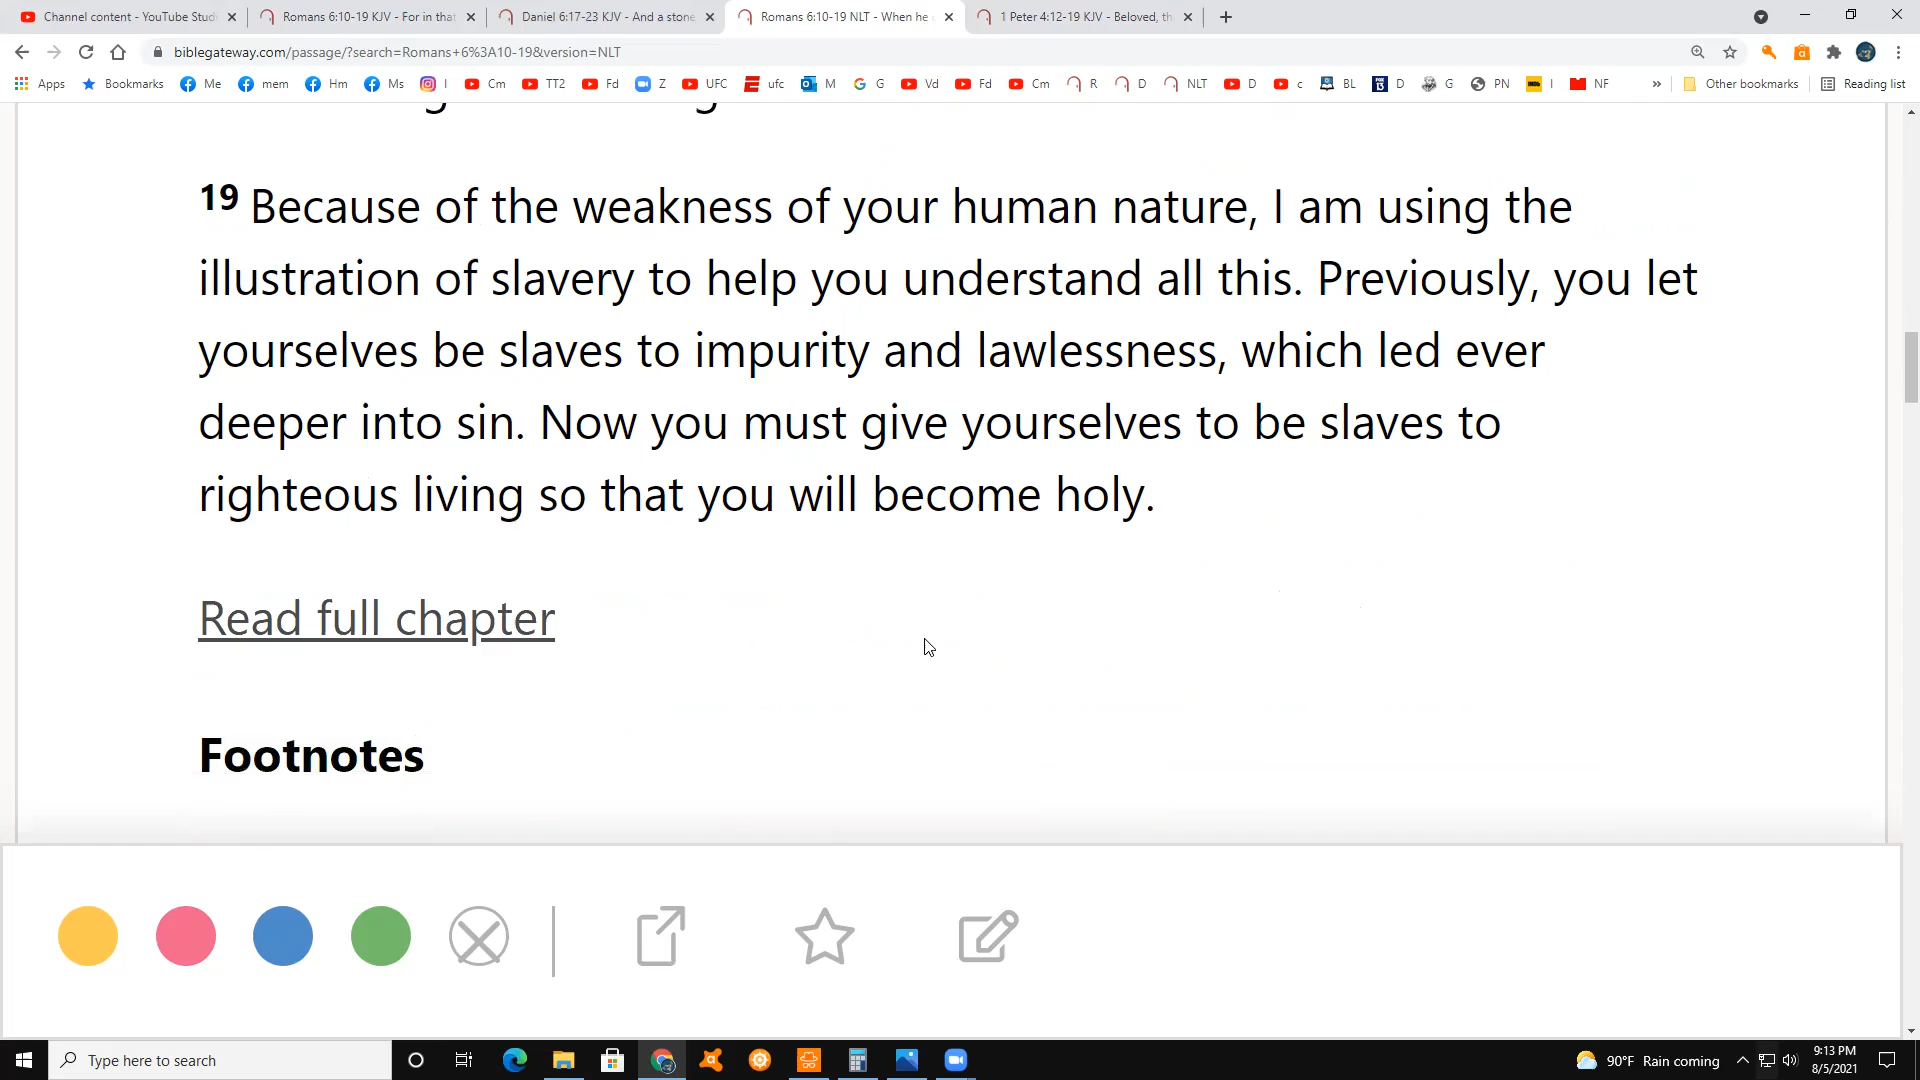 Channel content - YouTube Stud
Romans 6:10-19 KJV - For in that
Daniel 6:17-23 KJV - And a stone
Romans 6:10-19 NLT - When he
1 Peter 4:12-19 KJV - Beloved, th
biblegateway.com/passage/?search=Romans+6%3A10-19&version=NLT
Apps Bookmarks Me mem Hm Ms I Cm TT2 Fd Z UFC ufc M G Vd Fd Cm R D NLT D c BL D G PN I NF » Other bookmarks Reading list
19 Because of the weakness of your human nature, I am using the
illustration of slavery to help you understand all this. Previously, you let
yourselves be slaves to impurity and lawlessness, which led ever
deeper into sin. Now you must give yourselves to be slaves to
righteous living so that you will become holy.
Read full chapter
Footnotes
Type here to search
90°F Rain coming
9:13 PM
8/5/2021